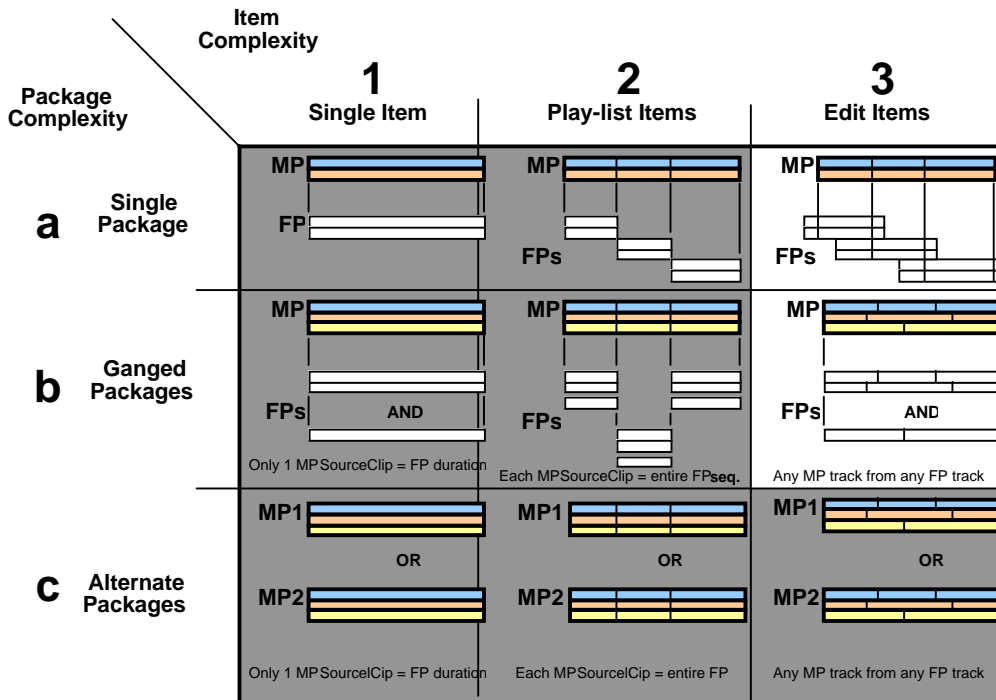 Item
Complexity
Package
Complexity
1
2
3
Single Item
Play-list Items
Edit Items
a
Single
Package
MP
FP
MP
FPs
MP
FPs
b
Ganged
Packages
MP
FPs
AND
Only 1 MPSourceClip = FP duration
MP
FPs
Each MPSourceClip = entire FPseq.
MP
FPs
AND
Any MP track from any FP track
c
Alternate
Packages
MP1
OR
MP2
Only 1 MPSourcelCip = FP duration
MP1
OR
MP2
Each MPSourcelCip = entire FP
MP1
OR
MP2
Any MP track from any FP track